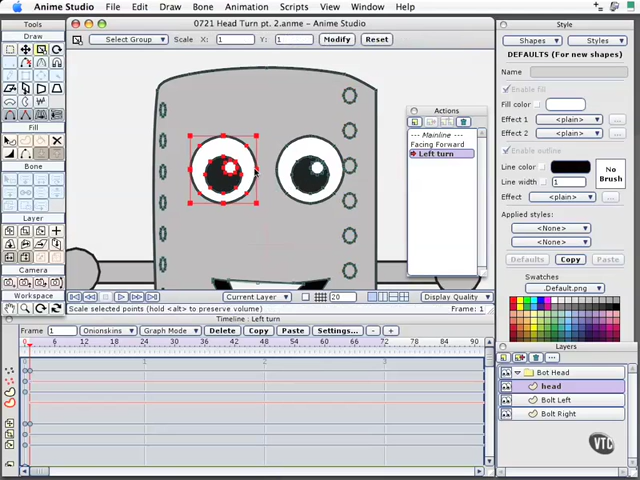 Anime Studio File Edit Draw Bone Animation Scripts View Window Help
0721 Head Turn pt. 2.anme - Anime Studio
Select Group Scale X: 1 Y: 1 Modify Reset
Tools
Draw
Fill
Bone
Layer
Camera
Workspace
Actions
--- Mainline ---
Facing Forward
Left turn
Style
Shapes Styles
DEFAULTS (For new shapes)
Name
Enable fill
Fill color
Effect 1 <plain>
Effect 2 <plain>
Enable outline
Line color
Line width 1
No
Brush
Effect <plain>
Applied styles:
<None>
<None>
Defaults Copy Paste
Swatches
.Default.png
Current Layer 20 Display Quality
Scale selected points (hold <alt> to preserve volume) Frame: 1
Timeline : Left turn
Frame 1 Onionskins Graph Mode Delete Copy Paste Settings... - +
0 6 12 18 24 30 36 42 48 54 60 66 72 78 84 90
0 1 2 3
Layers
Bot Head
head
Bolt Left
Bolt Right
VTC